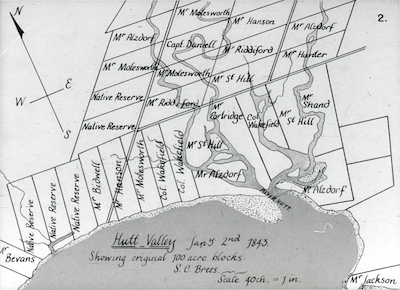 2.
N
E
W
S
Mr Molesworth
Mr Hanson
Mr Alzdorf
Mr Alzdorf
Capt. Daniell
Mr Riddiford
Mr Harter
Mr Molesworth
Mr Molesworth
Mr St Hill
Native Reserve
Mr Riddiford
Mr Partridge
Col. Wakefield
Mr St Hill
Mr Shand
Native Reserve
Mr St Hill
Mr Alzdorf
Mr Alzdorf
RIVER HUTT
Col. Wakefield
Col. Wakefield
Mr Molesworth
Mr Hanson
Mr Bidwell
Native Reserve
Native Reserve
Native Reserve
Mr Bevans
Mr Jackson
Hutt Valley Jany 2nd 1843.
Showing original 100 acre blocks.
S. C. Brees.
Scale 40ch. = 1 in.